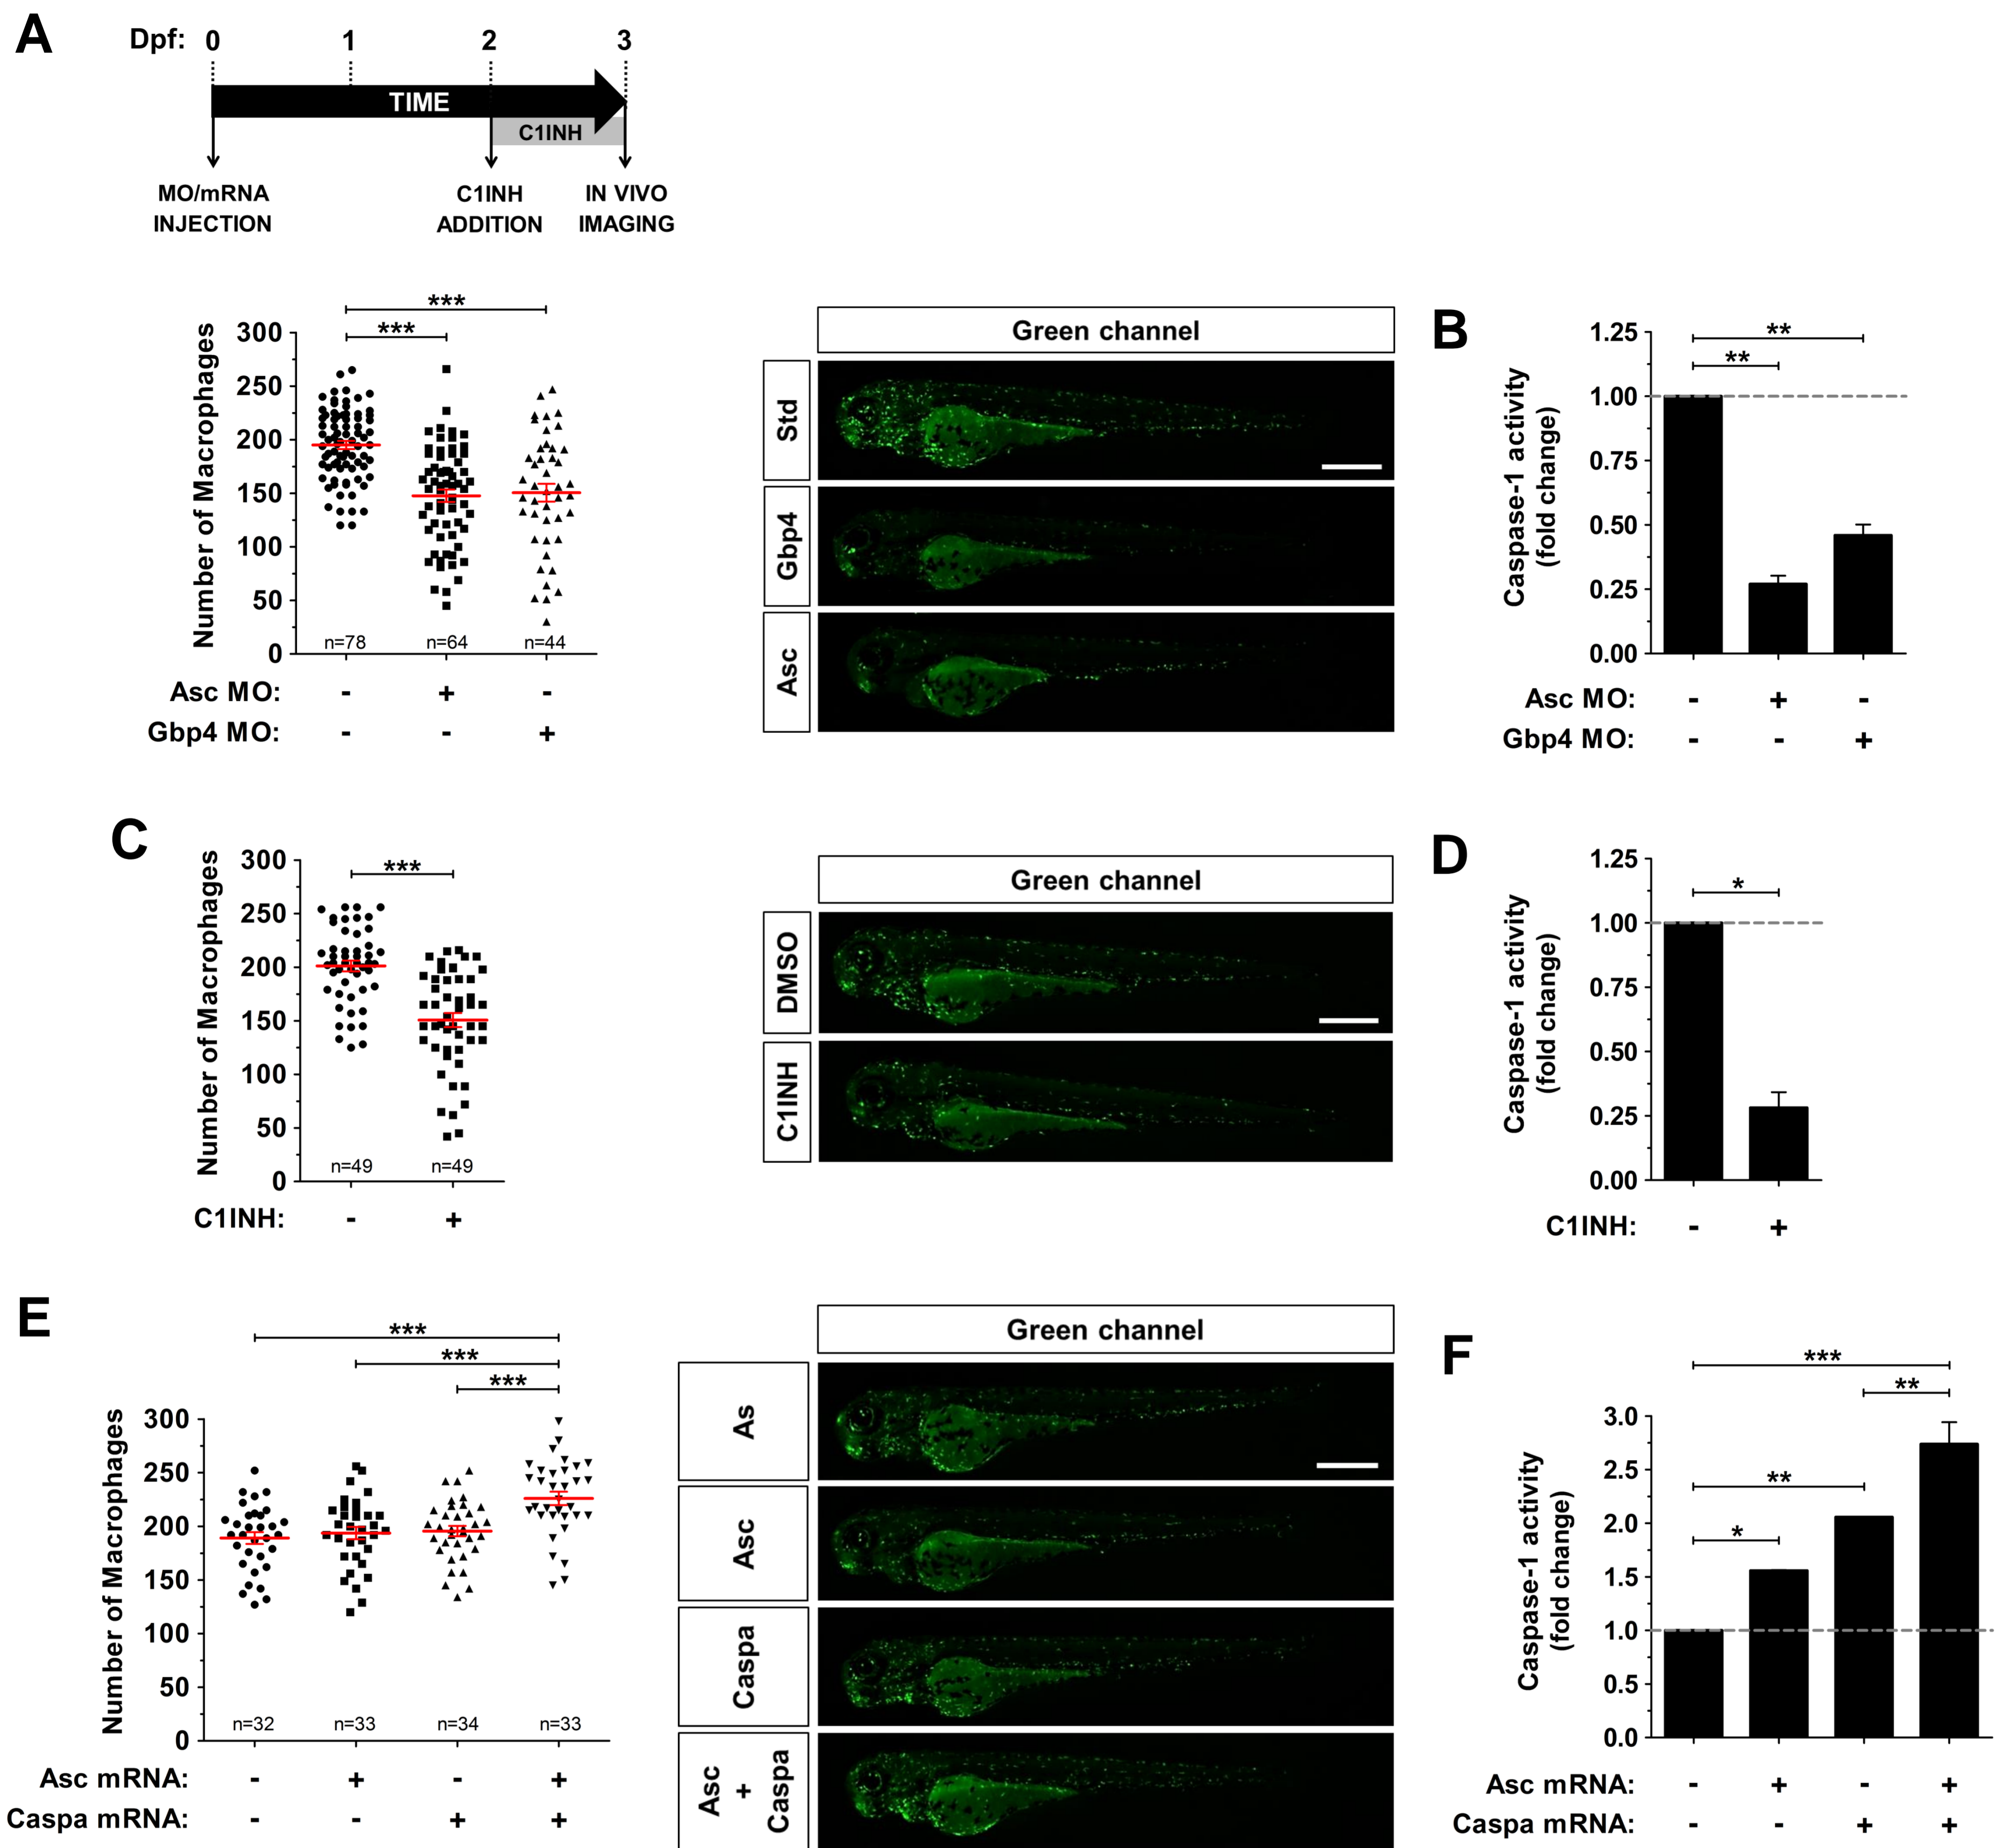 A
Dpf: 0 1 2 3
TIME
C1INH
MO/mRNA INJECTION
C1INH ADDITION
IN VIVO IMAGING
Number of Macrophages
300
250
200
150
100
50
0
*** ***
n=78 n=64 n=44
Asc MO: - + -
Gbp4 MO: - - +
Green channel
Std
Gbp4
Asc
B
Caspase-1 activity
(fold change)
1.25
1.00
0.75
0.50
0.25
0.00
** **
Asc MO: - + -
Gbp4 MO: - - +
C
Number of Macrophages
300
250
200
150
100
50
0
***
n=49 n=49
C1INH: - +
Green channel
DMSO
C1INH
D
Caspase-1 activity
(fold change)
1.25
1.00
0.75
0.50
0.25
0.00
*
C1INH: - +
E
Number of Macrophages
300
250
200
150
100
50
0
*** *** ***
n=32 n=33 n=34 n=33
Asc mRNA: - + - +
Caspa mRNA: - - + +
Green channel
As
Asc
Caspa
Asc
+
Caspa
F
Caspase-1 activity
(fold change)
3.0
2.5
2.0
1.5
1.0
0.5
0.0
***
**
**
*
Asc mRNA: - + - +
Caspa mRNA: - - + +